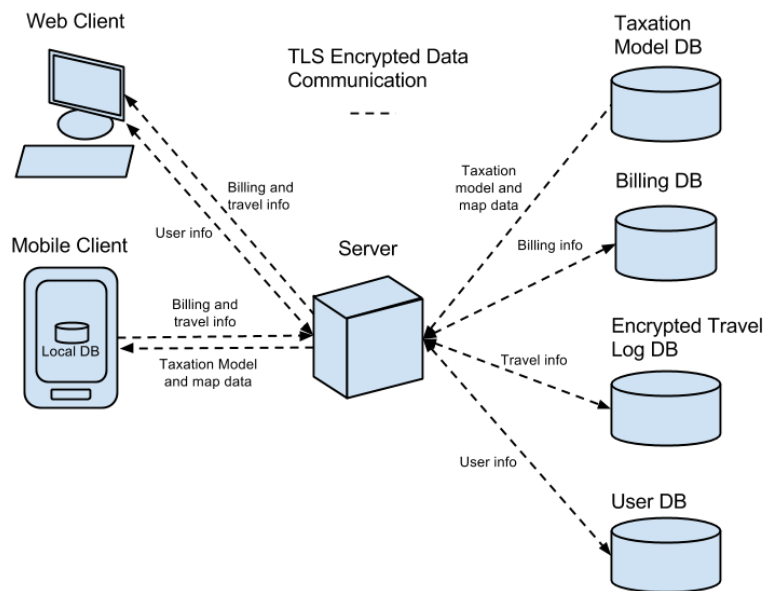 Web Client
TLS Encrypted Data
Communication
Taxation
Model DB
Billing and
travel info
User info
Taxation
model and
map data
Billing DB
Billing info
Mobile Client
Local DB
Billing and
travel info
Taxation Model
and map data
Server
Encrypted Travel
Log DB
Travel info
User info
User DB